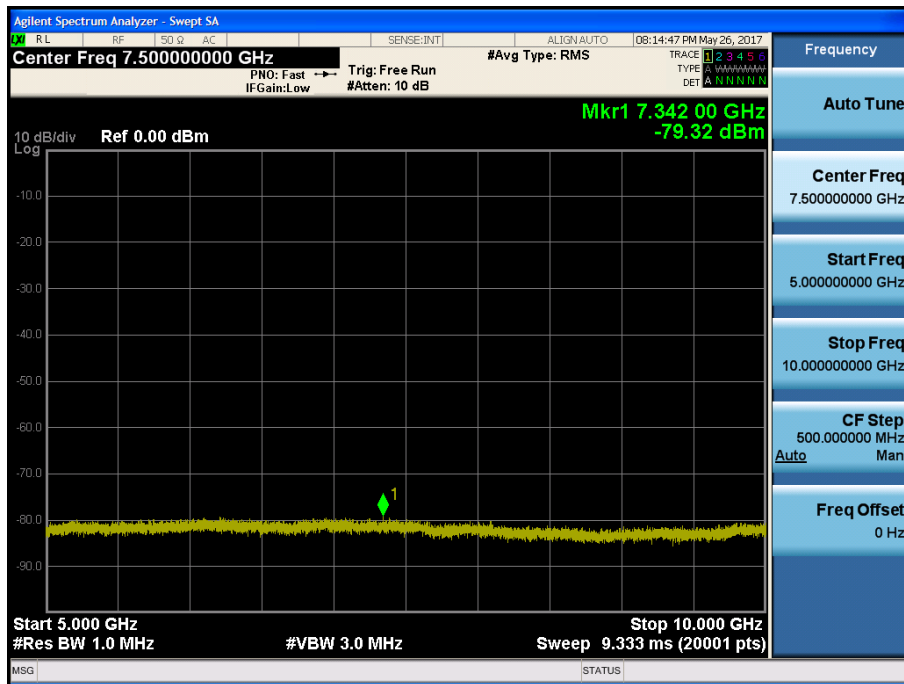 Agilent Spectrum Analyzer - Swept SA
LXI RL RF 50 Ω AC SENSE:INT ALIGN AUTO 08:14:47 PM May 26, 2017
Center Freq 7.500000000 GHz #Avg Type: RMS TRACE 1 2 3 4 5 6
PNO: Fast Trig: Free Run TYPE A WWWWW
IFGain:Low #Atten: 10 dB DET A N N N N N
Mkr1 7.342 00 GHz
-79.32 dBm
10 dB/div Ref 0.00 dBm
Log
-10.0
-20.0
-30.0
-40.0
-50.0
-60.0
-70.0
-80.0
-90.0
1
Start 5.000 GHz Stop 10.000 GHz
#Res BW 1.0 MHz #VBW 3.0 MHz Sweep 9.333 ms (20001 pts)
MSG STATUS
Frequency
Auto Tune
Center Freq
7.500000000 GHz
Start Freq
5.000000000 GHz
Stop Freq
10.000000000 GHz
CF Step
500.000000 MHz
Auto Man
Freq Offset
0 Hz